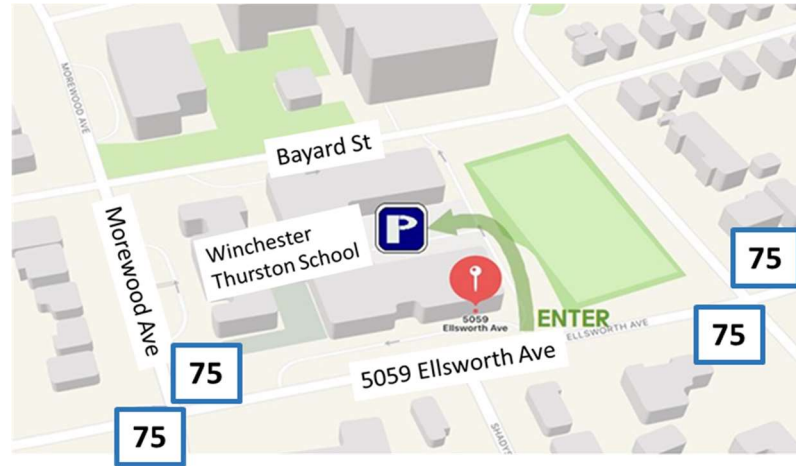 MOREWOOD AVE
Bayard St
Morewood Ave
Winchester
Thurston School
P
75
5059
Ellsworth Ave
ENTER
ELLSWORTH AVE
75
75
5059 Ellsworth Ave
75
SHADYS